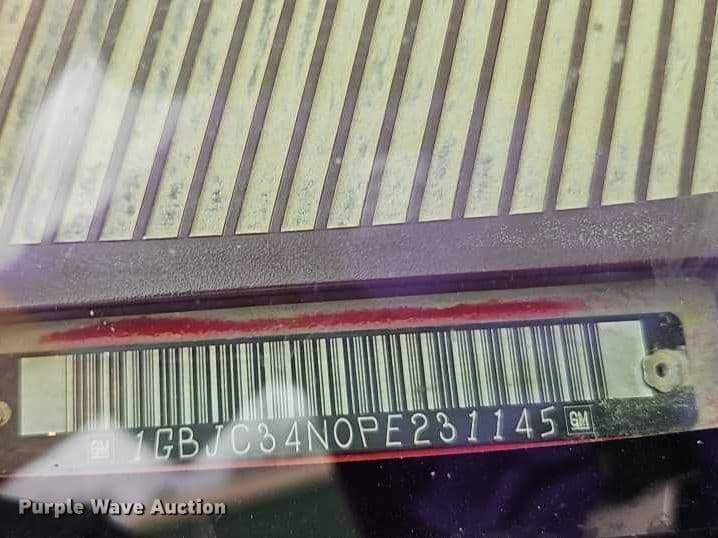 GM 1GBJC34N0PE231145 GM
Purple Wave Auction